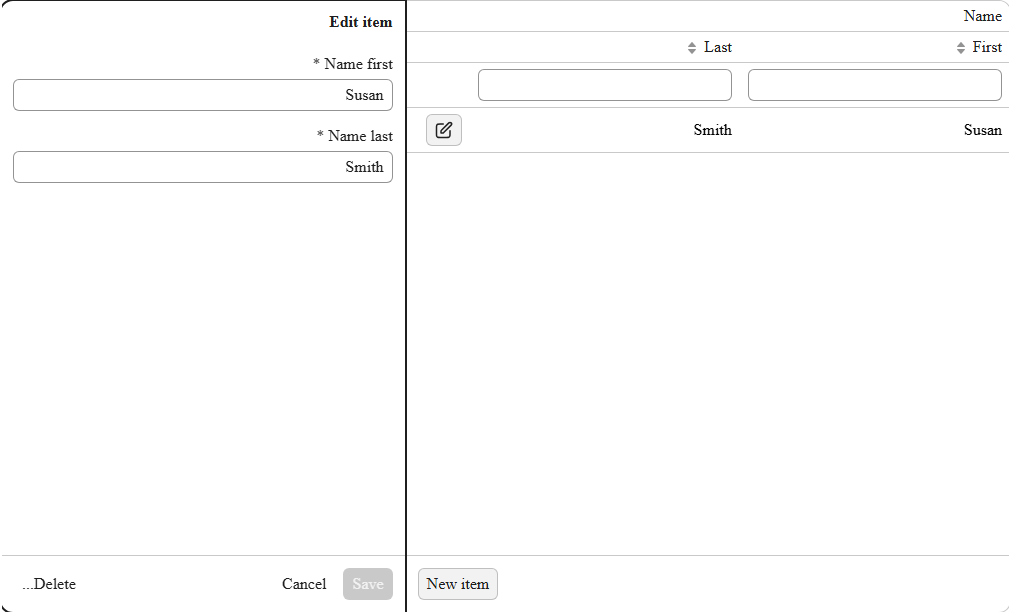 Edit item
* Name first
Susan
* Name last
Smith
...Delete
Cancel
Save
Name
First
Last
Susan
Smith
New item